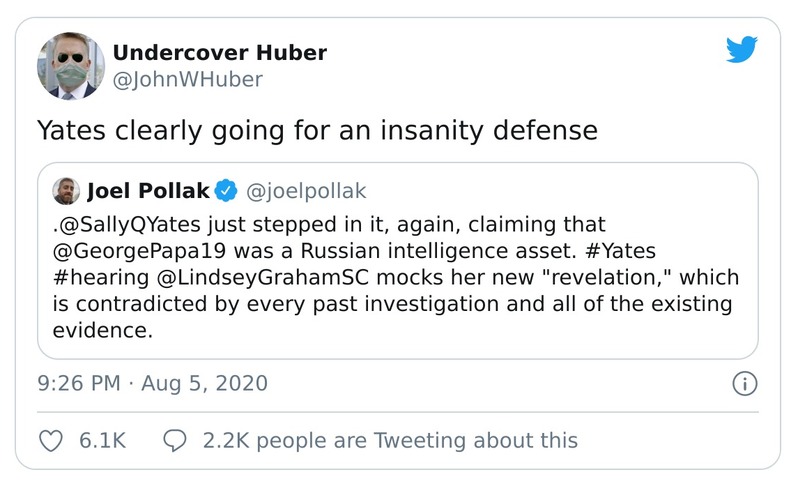 Undercover Huber
@JohnWHuber
Yates clearly going for an insanity defense
Joel Pollak @joelpollak
.@SallyQYates just stepped in it, again, claiming that
@GeorgePapa19 was a Russian intelligence asset. #Yates
#hearing @LindseyGrahamSC mocks her new "revelation," which
is contradicted by every past investigation and all of the existing
evidence.
9:26 PM · Aug 5, 2020
6.1K 2.2K people are Tweeting about this